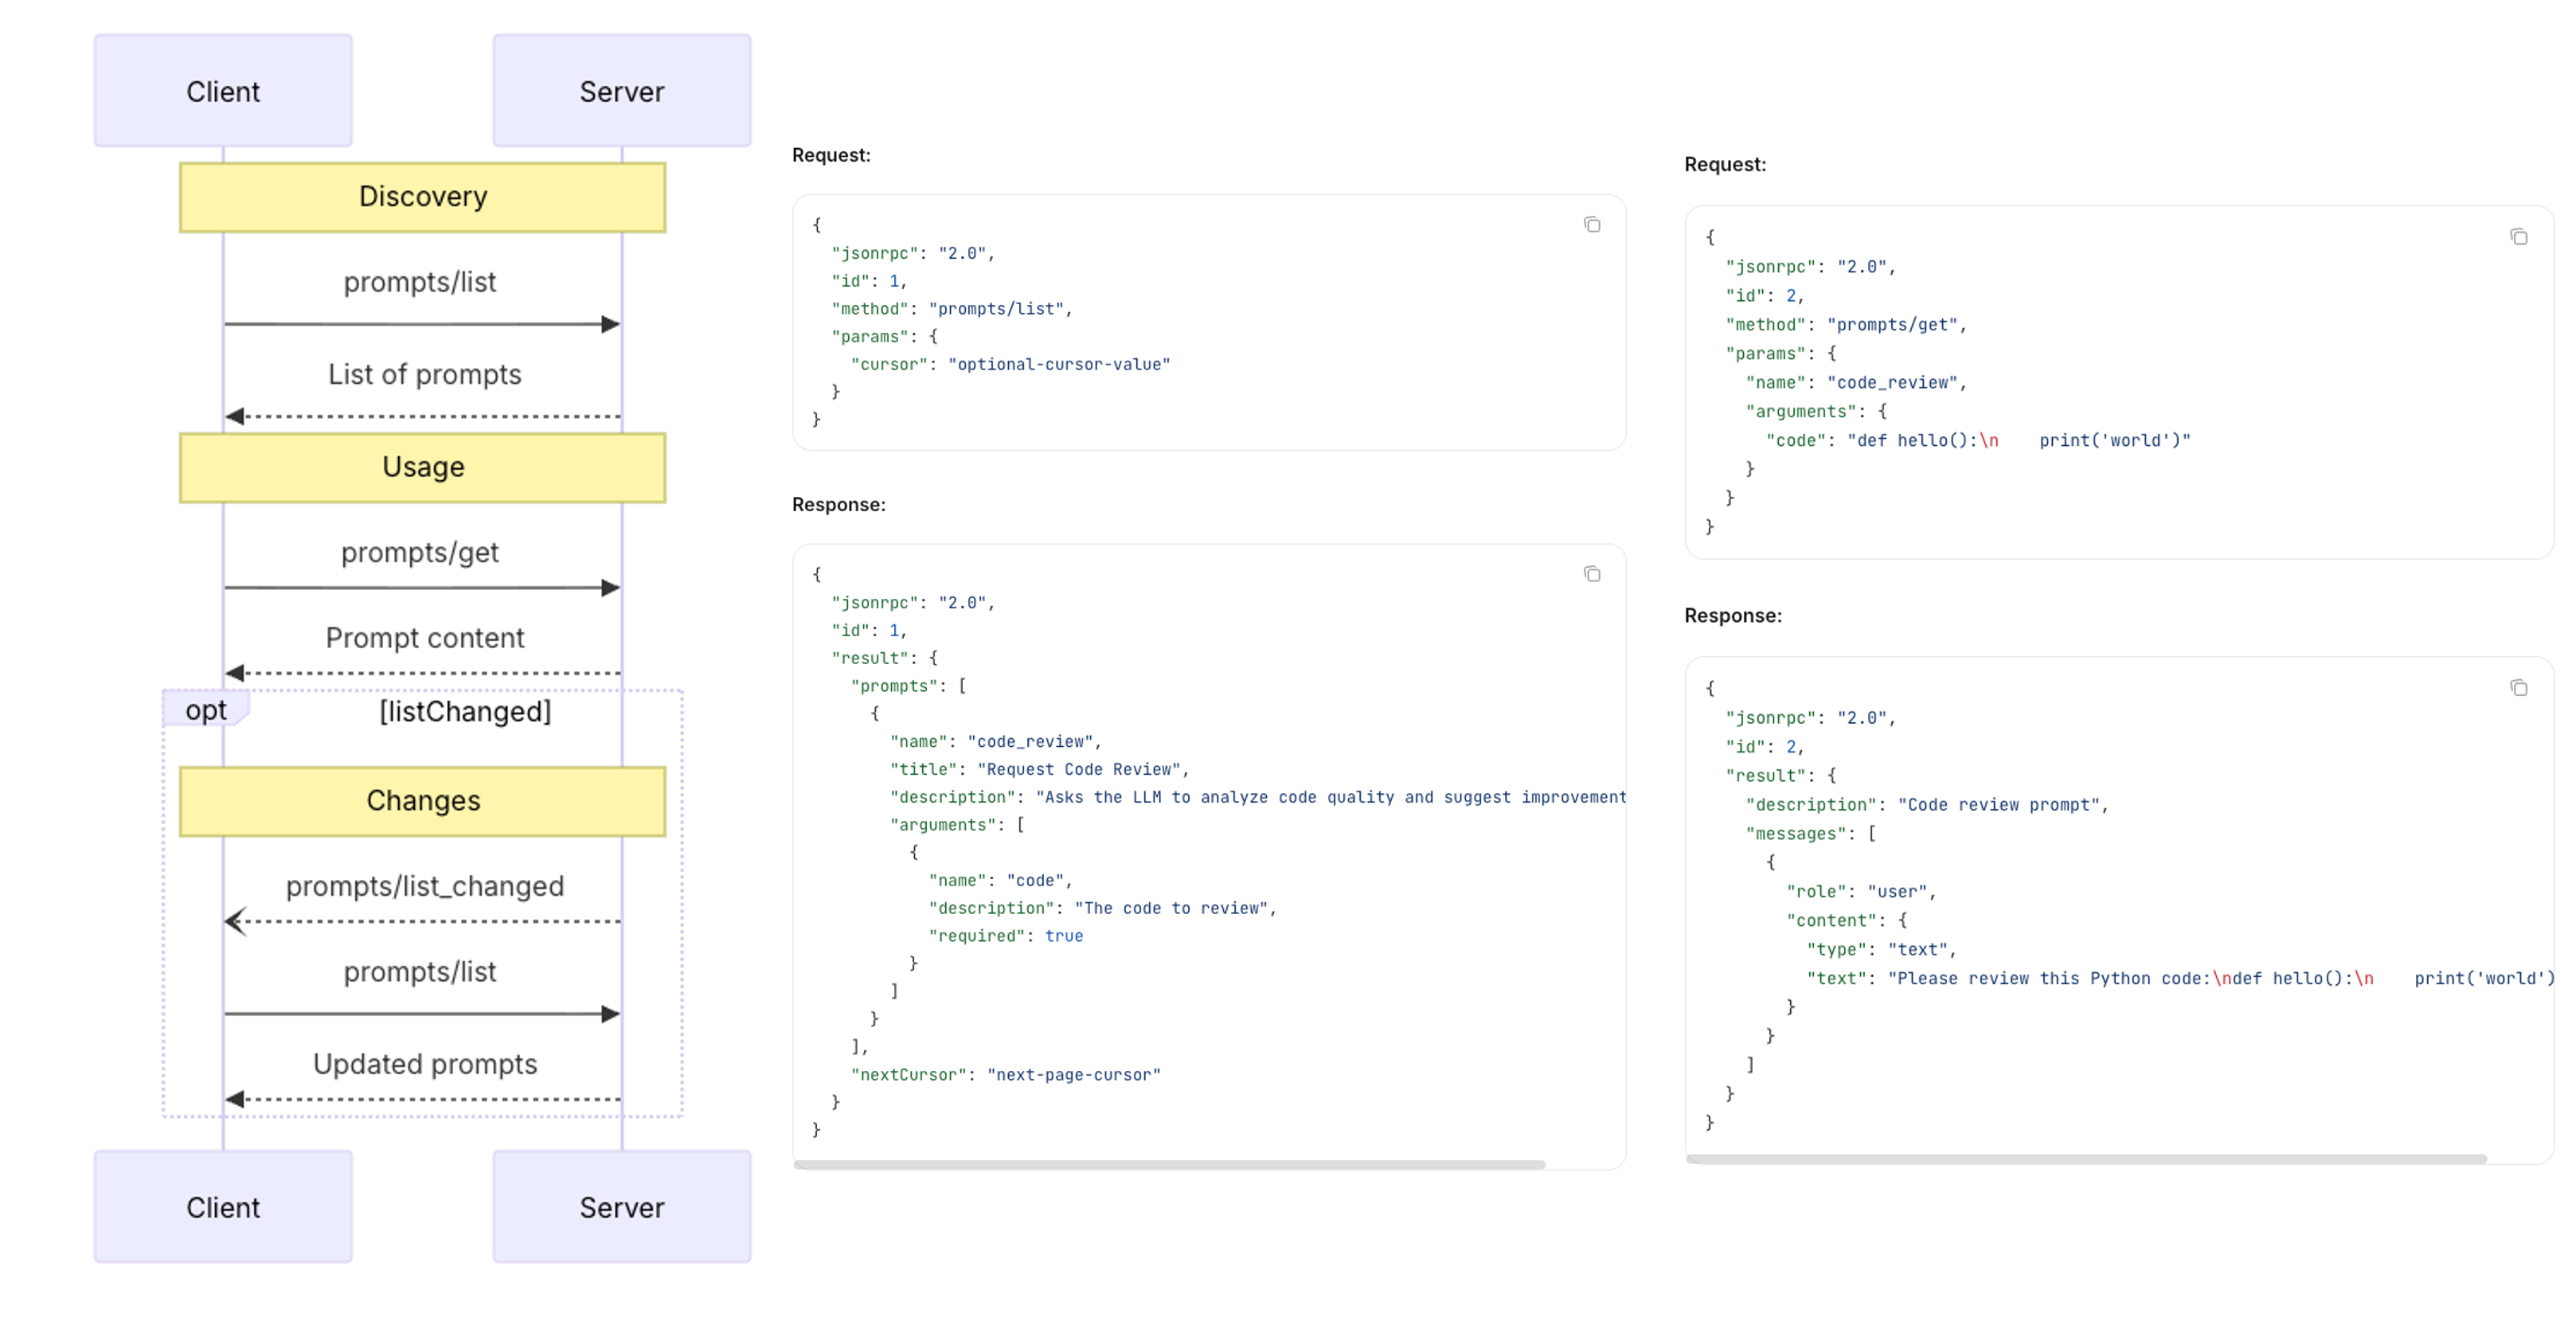 Client
Server
Discovery
prompts/list
List of prompts
Usage
prompts/get
Prompt content
opt
[listChanged]
Changes
prompts/list_changed
prompts/list
Updated prompts
Client
Server
Request:
{
  "jsonrpc": "2.0",
  "id": 1,
  "method": "prompts/list",
  "params": {
    "cursor": "optional-cursor-value"
  }
}
Response:
{
  "jsonrpc": "2.0",
  "id": 1,
  "result": {
    "prompts": [
      {
        "name": "code_review",
        "title": "Request Code Review",
        "description": "Asks the LLM to analyze code quality and suggest improvement
        "arguments": [
          {
            "name": "code",
            "description": "The code to review",
            "required": true
          }
        ]
      }
    ],
    "nextCursor": "next-page-cursor"
  }
}
Request:
{
  "jsonrpc": "2.0",
  "id": 2,
  "method": "prompts/get",
  "params": {
    "name": "code_review",
    "arguments": {
      "code": "def hello():\n    print('world')"
    }
  }
}
Response:
{
  "jsonrpc": "2.0",
  "id": 2,
  "result": {
    "description": "Code review prompt",
    "messages": [
      {
        "role": "user",
        "content": {
          "type": "text",
          "text": "Please review this Python code:\ndef hello():\n    print('world')
        }
      }
    ]
  }
}